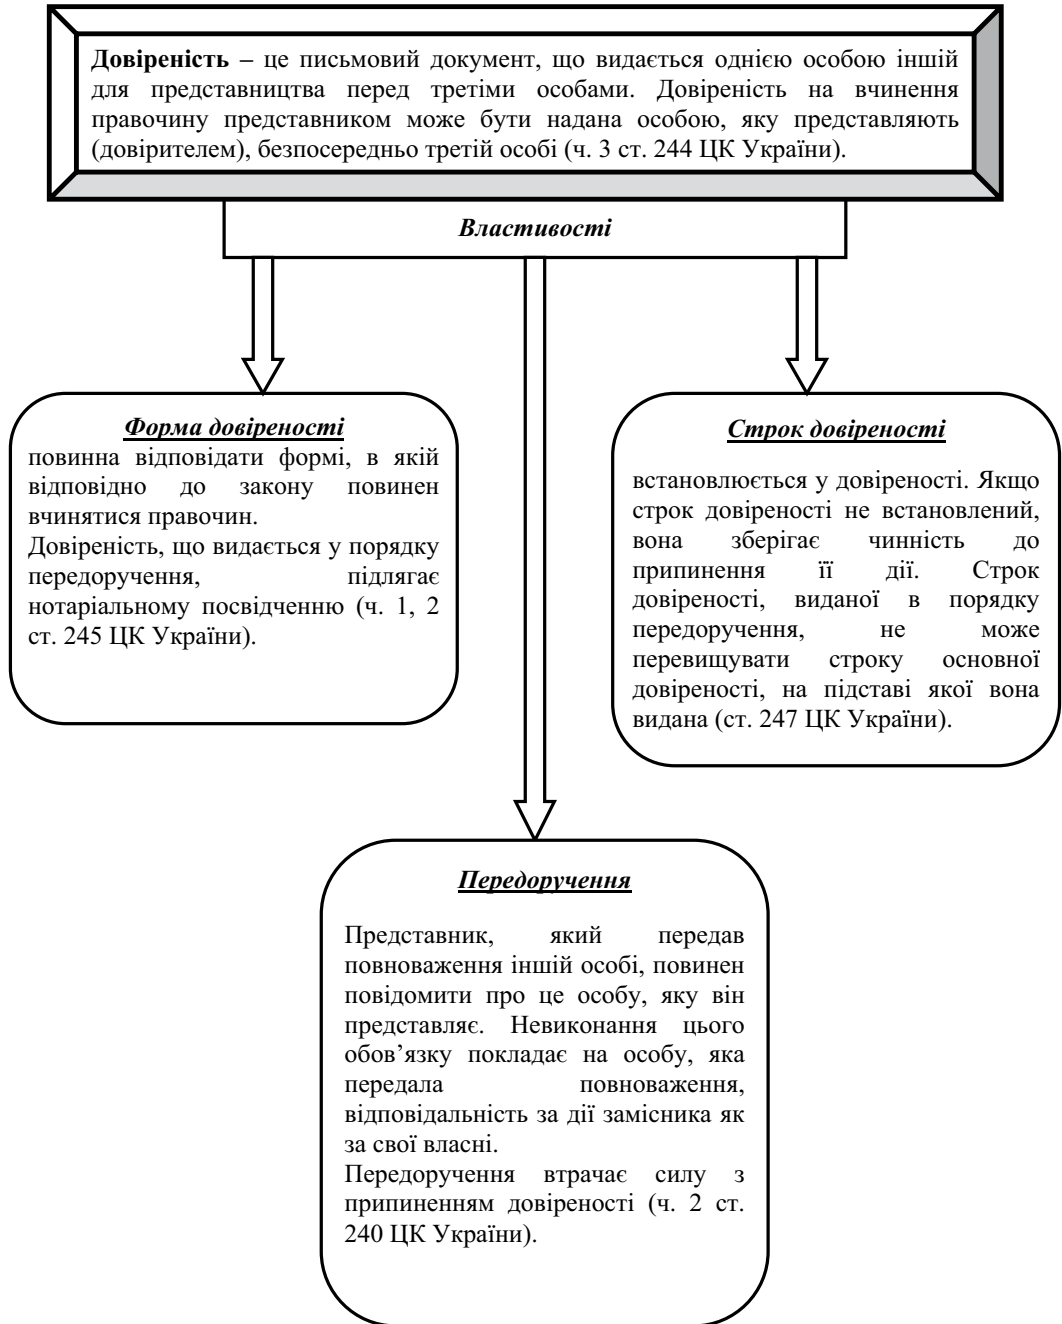 Довіреність – це письмовий документ, що видається однією особою іншій
для представництва перед третіми особами. Довіреність на вчинення
правочину представником може бути надана особою, яку представляють
(довірителем), безпосередньо третій особі (ч. 3 ст. 244 ЦК України).
Властивості
Форма довіреності
повинна відповідати формі, в якій
відповідно до закону повинен
вчинятися правочин.
Довіреність, що видається у порядку
передоручення, підлягає
нотаріальному посвідченню (ч. 1, 2
ст. 245 ЦК України).
Строк довіреності
встановлюється у довіреності. Якщо
строк довіреності не встановлений,
вона зберігає чинність до
припинення її дії. Строк
довіреності, виданої в порядку
передоручення, не може
перевищувати строку основної
довіреності, на підставі якої вона
видана (ст. 247 ЦК України).
Передоручення
Представник, який передав
повноваження іншій особі, повинен
повідомити про це особу, яку він
представляє. Невиконання цього
обов’язку покладає на особу, яка
передала повноваження,
відповідальність за дії замісника як
за свої власні.
Передоручення втрачає силу з
припиненням довіреності (ч. 2 ст.
240 ЦК України).